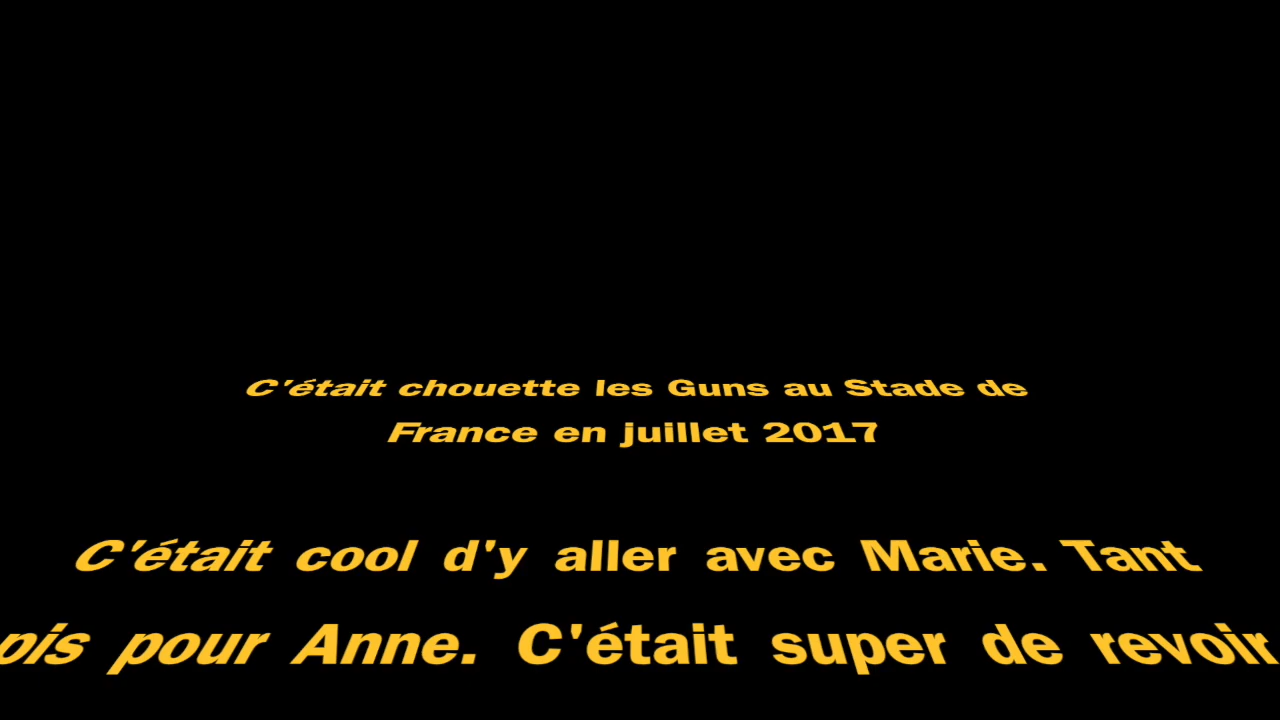 C'était chouette les Guns au Stade de
France en juillet 2017
C'était cool d'y aller avec Marie. Tant
pis pour Anne. C'était super de revoir